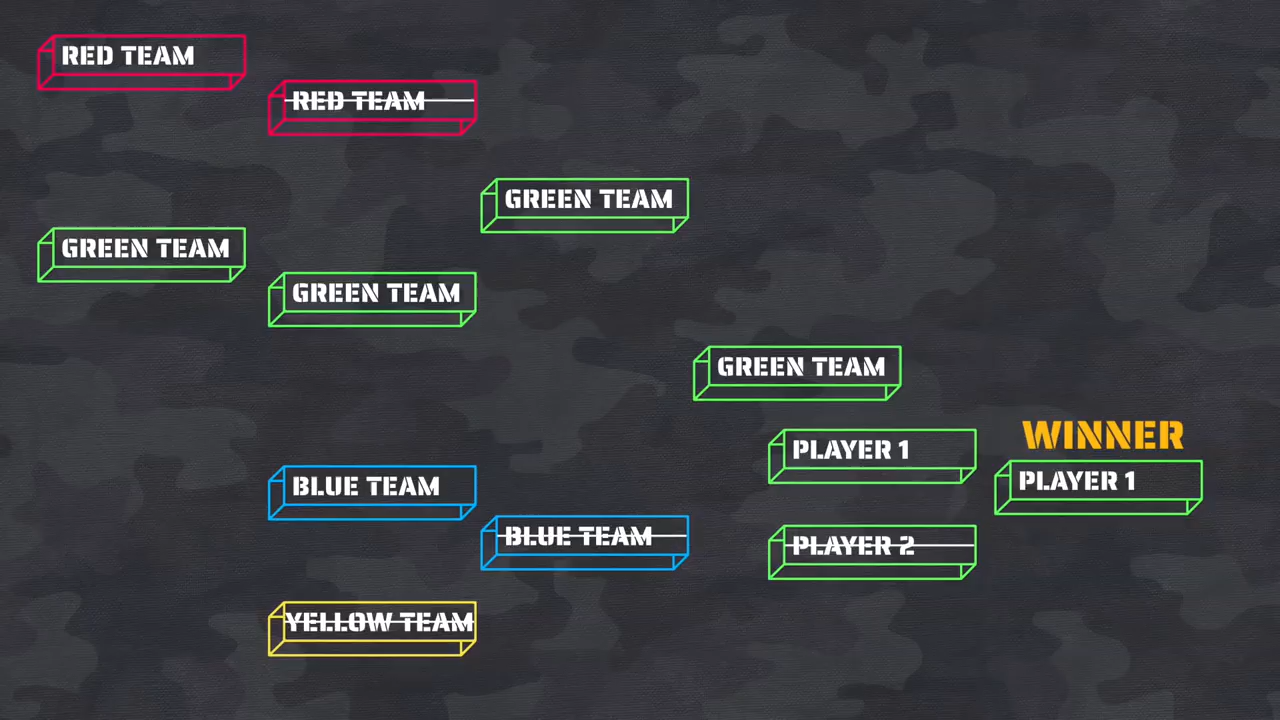 RED TEAM
RED TEAM
GREEN TEAM
GREEN TEAM
GREEN TEAM
GREEN TEAM
WINNER
PLAYER 1
PLAYER 1
BLUE TEAM
BLUE TEAM
PLAYER 2
YELLOW TEAM